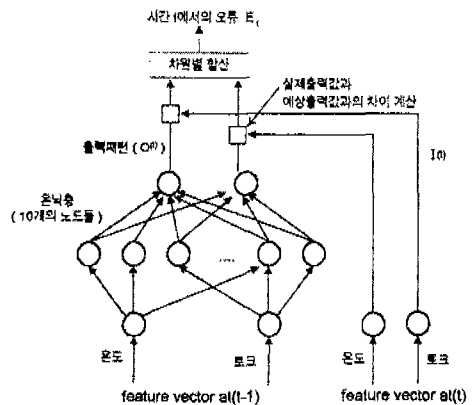 시간 t에서의 오류 E_t
차원별 합산
실제출력값과
예상출력값과의 차이 계산
출력패턴 (O^(t))
I(t)
은닉층
( 10개의 노드들 )
......
온도
토크
온도
토크
feature vector at(t-1)
feature vector at(t)